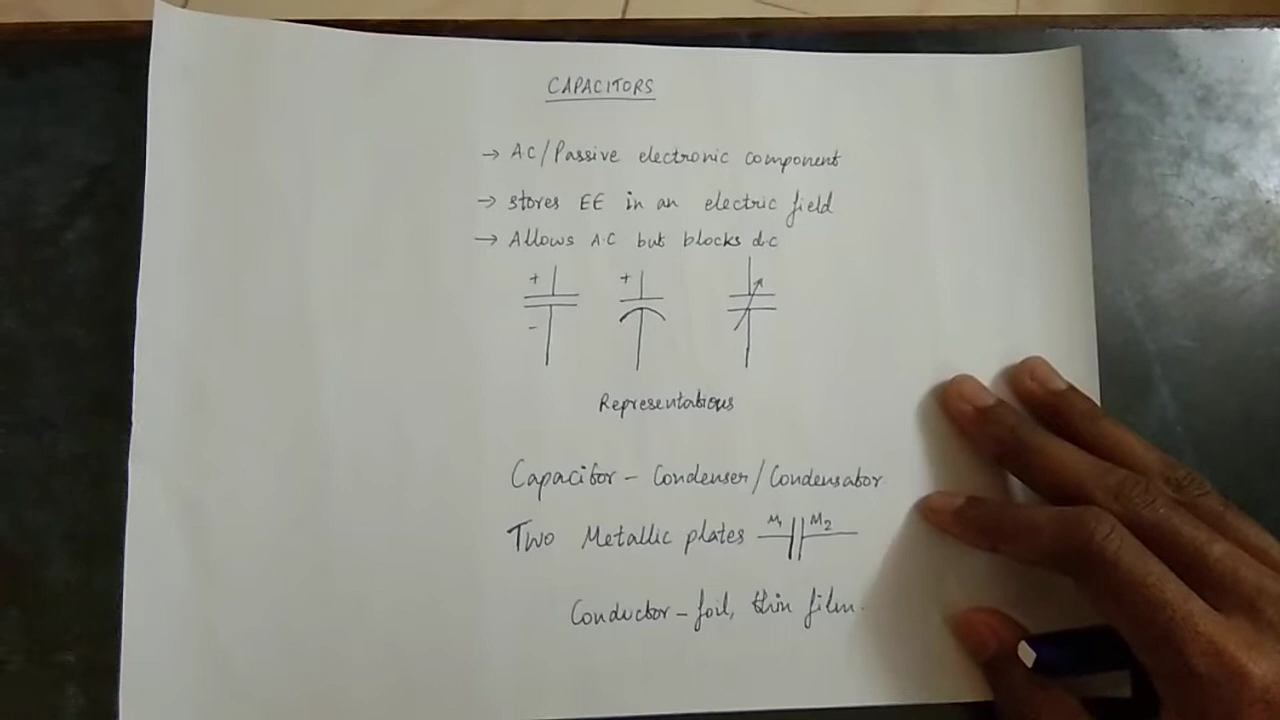 CAPACITORS
→ A.C/Passive electronic component
→ stores EE in an electric field
→ Allows A.C but blocks d.c
+ + 
-
Representations
Capacitor - Condenser/Condensator
Two Metallic plates M1 M2
Conductor - foil, thin film.